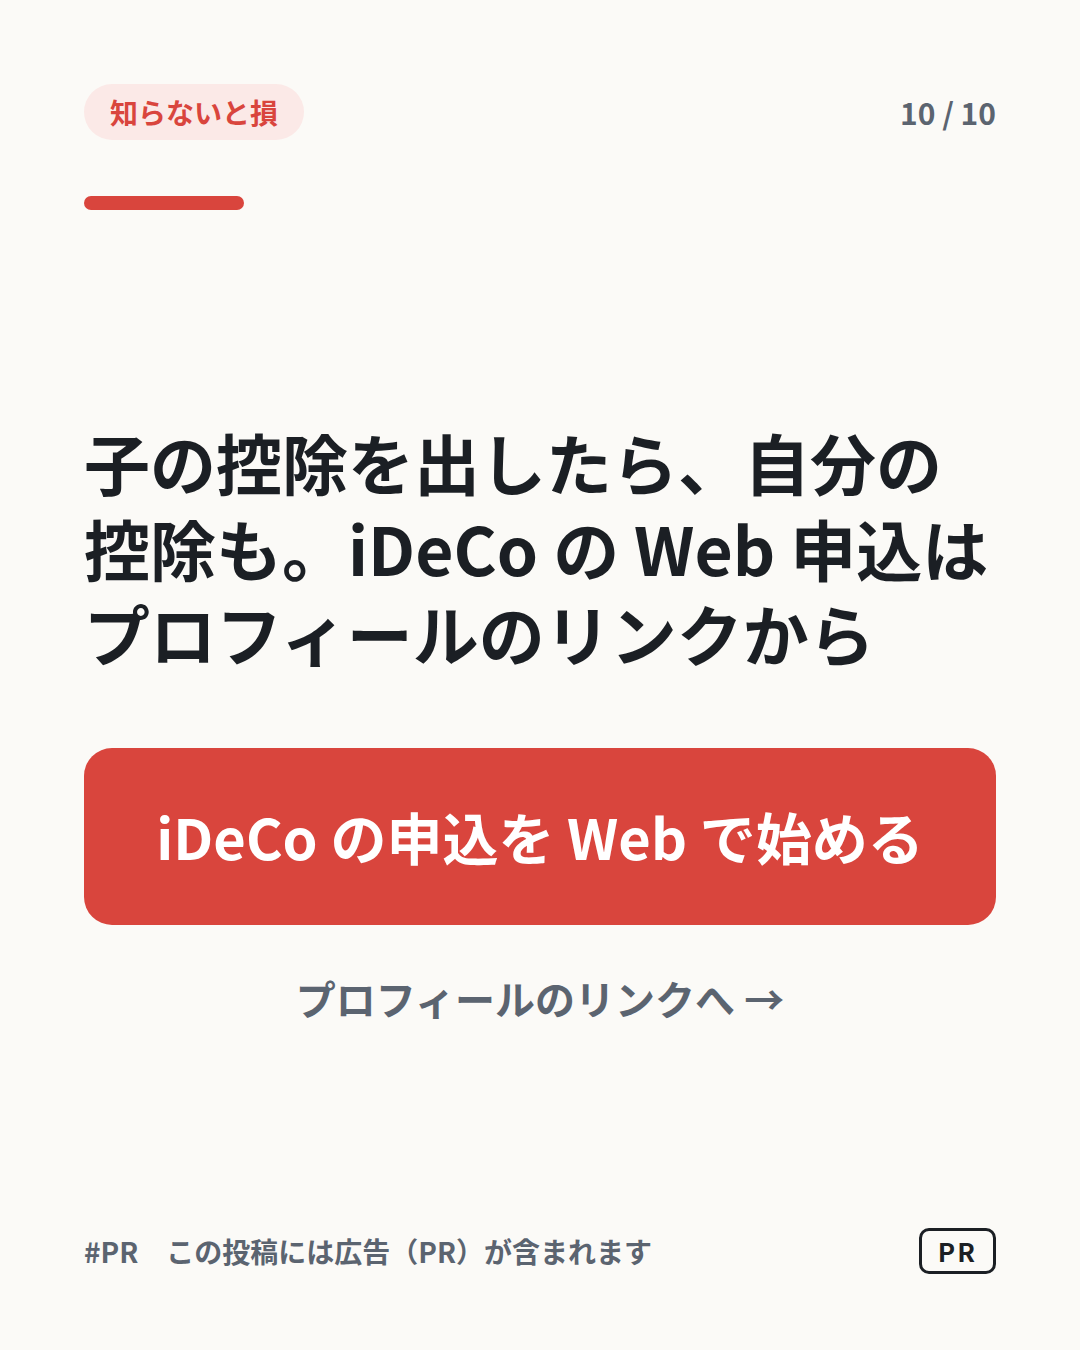 知らないと損
10 / 10
子の控除を出したら、自分の
控除も。iDeCo の Web 申込は
プロフィールのリンクから
iDeCo の申込を Web で始める
プロフィールのリンクへ →
#PR　この投稿には広告（PR）が含まれます
PR